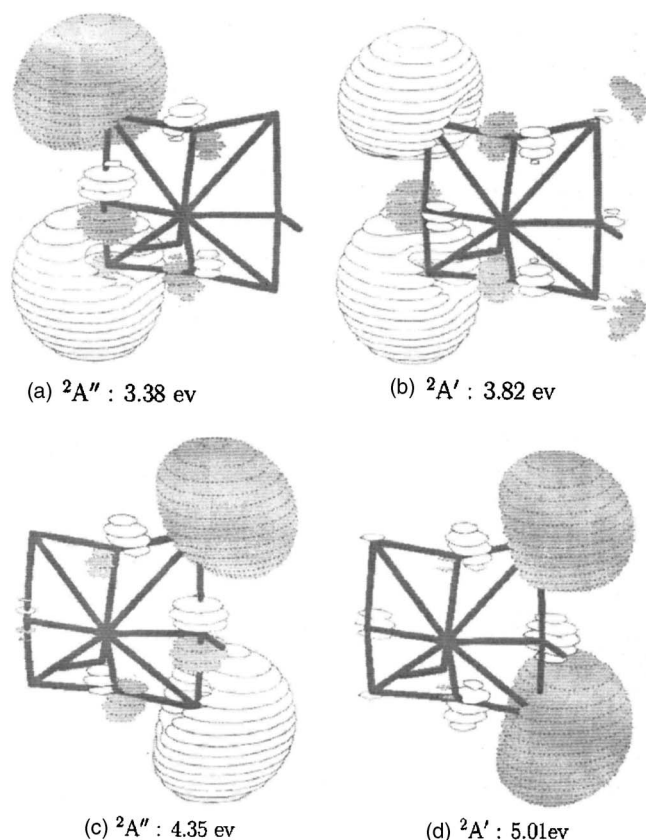 (a) ²A″ : 3.38 ev
(b) ²A′ : 3.82 ev
(c) ²A″ : 4.35 ev
(d) ²A′ : 5.01ev